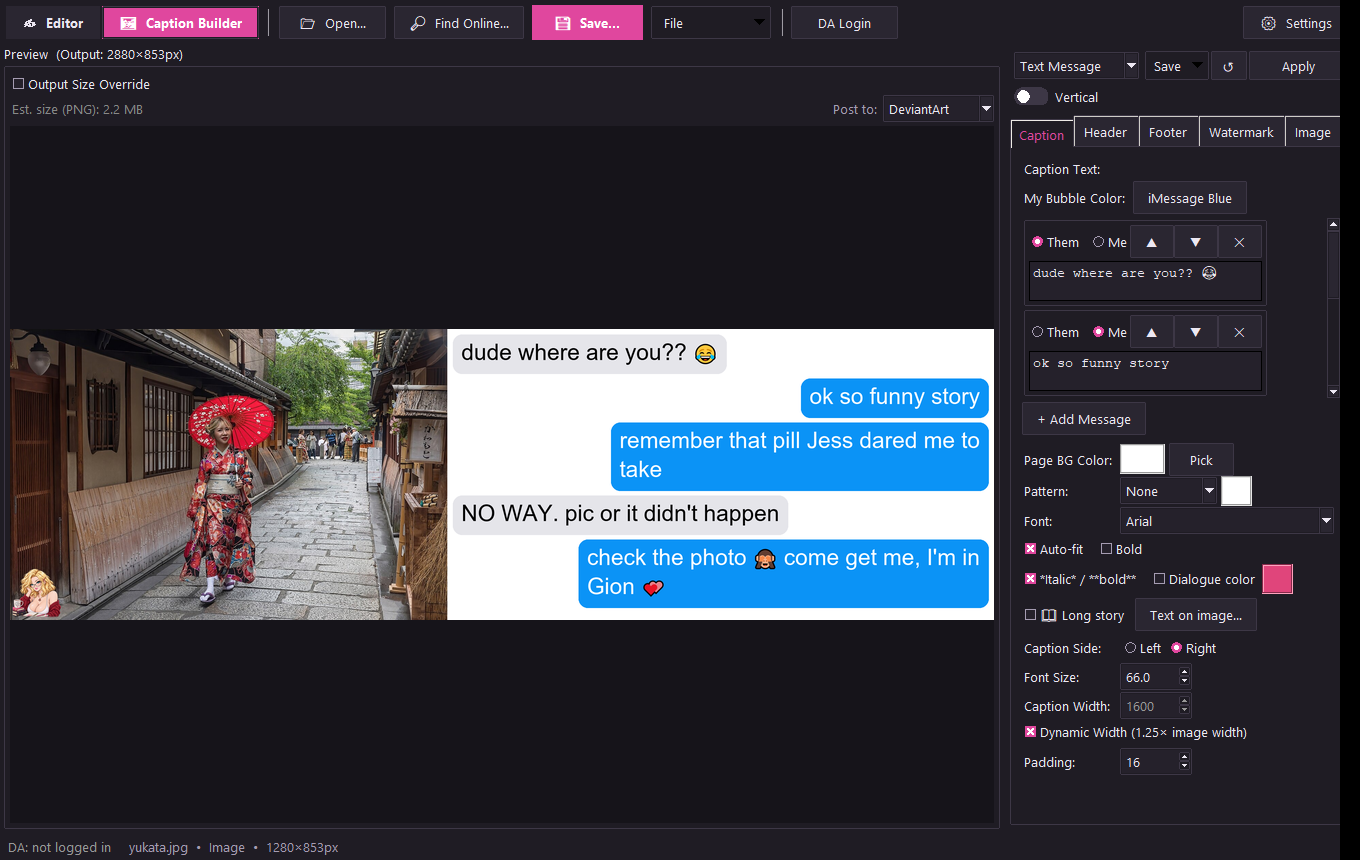 Editor
Caption Builder
Open...
Find Online...
Save...
File
DA Login
Settings
Preview (Output: 2880×853px)
Output Size Override
Est. size (PNG): 2.2 MB
Post to:
DeviantArt
dude where are you?? 😂
ok so funny story
remember that pill Jess dared me to
take
NO WAY. pic or it didn't happen
check the photo 🙈 come get me, I'm in
Gion 💕
Text Message
Save
↺
Apply
Vertical
Caption
Header
Footer
Watermark
Image
Caption Text:
My Bubble Color:
iMessage Blue
Them
Me
▲
▼
✕
dude where are you?? 😂
Them
Me
▲
▼
✕
ok so funny story
+ Add Message
Page BG Color:
Pick
Pattern:
None
Font:
Arial
Auto-fit
Bold
*Italic* / **bold**
Dialogue color
📖 Long story
Text on image...
Caption Side:
Left
Right
Font Size:
66.0
Caption Width:
1600
Dynamic Width (1.25× image width)
Padding:
16
DA: not logged in
yukata.jpg • Image • 1280×853px